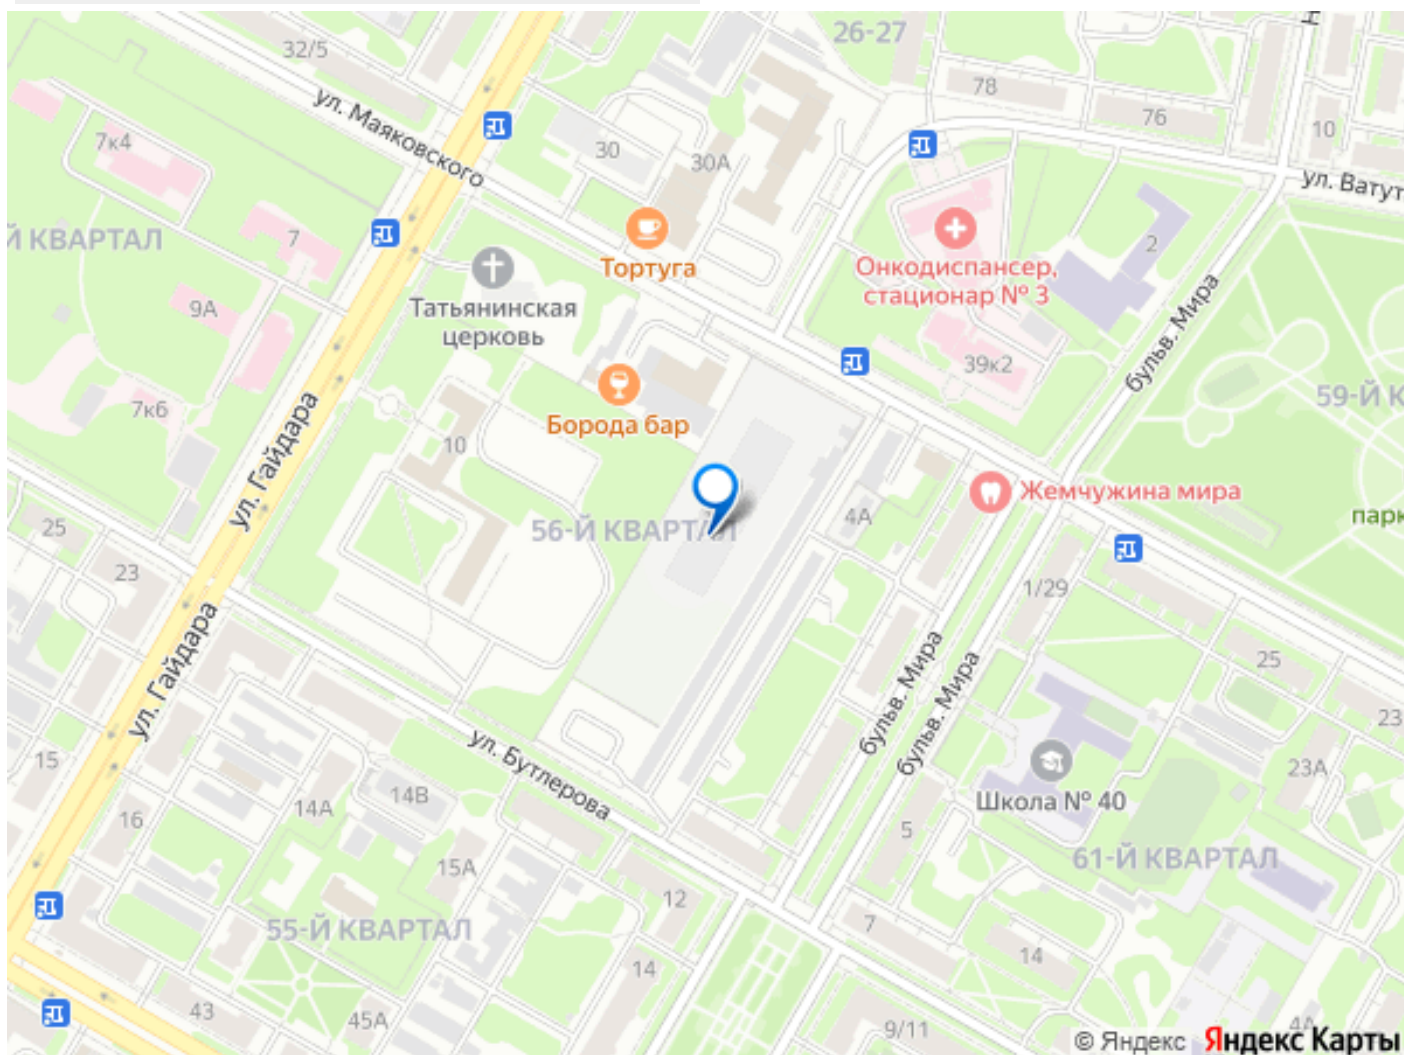 26-27
32/5
78
76
10
ул. Маяковского
30
30А
7к4
ул. Ватут
Й КВАРТАЛ
7
2
Тортуга
Онкодиспансер,
стационар № 3
Татьянинская
церковь
9А
бульв. Мира
39к2
59-Й К
7к6
Борода бар
10
ул. Гайдара
Жемчужина мира
25
56-Й КВАРТАЛ
4А
парк
23
1/29
ул. Гайдара
бульв. Мира
бульв. Мира
25
23
15
ул. Бутлерова
23А
14А
14В
Школа № 40
16
5
15А
61-Й КВАРТАЛ
12
55-Й КВАРТАЛ
7
14
14
43
45А
9/11
4А
© Яндекс Яндекс Карты